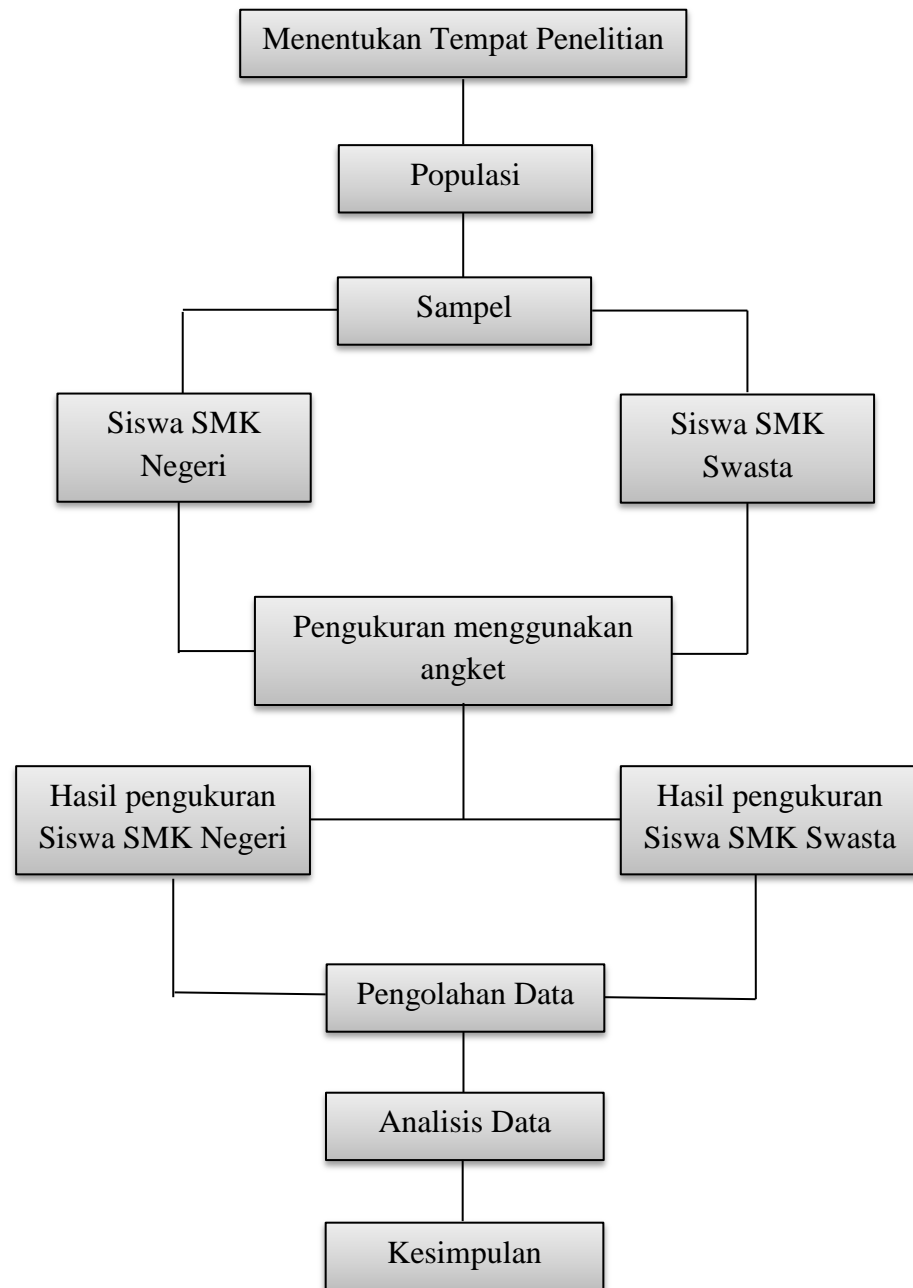 Menentukan Tempat Penelitian
Populasi
Sampel
Siswa SMK
Negeri
Siswa SMK
Swasta
Pengukuran menggunakan
angket
Hasil pengukuran
Siswa SMK Negeri
Hasil pengukuran
Siswa SMK Swasta
Pengolahan Data
Analisis Data
Kesimpulan